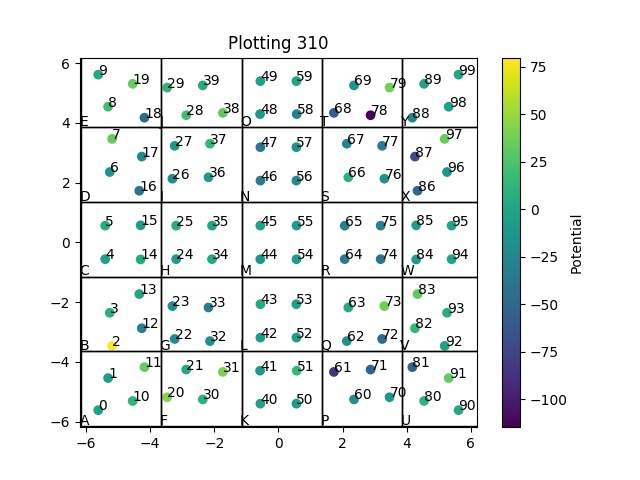 Plotting 310
6
9 19 29 39 49 59 69 79 89 99
8 18 28 38 48 58 68 78 88 98
4
E J O T Y
7 17 27 37 47 57 67 77 87 97
6 16 26 36 46 56 66 76 86 96
2
D I N S X
5 15 25 35 45 55 65 75 85 95
0
4 14 24 34 44 54 64 74 84 94
C H M R W
3 13 23 33 43 53 63 73 83 93
−2
2 12 22 32 42 52 62 72 82 92
B G L Q V
−4
1 11 21 31 41 51 61 71 81 91
0 10 20 30 40 50 60 70 80 90
−6
A F K P U
−6 −4 −2 0 2 4 6
75
50
25
0
−25
−50
−75
−100
Potential